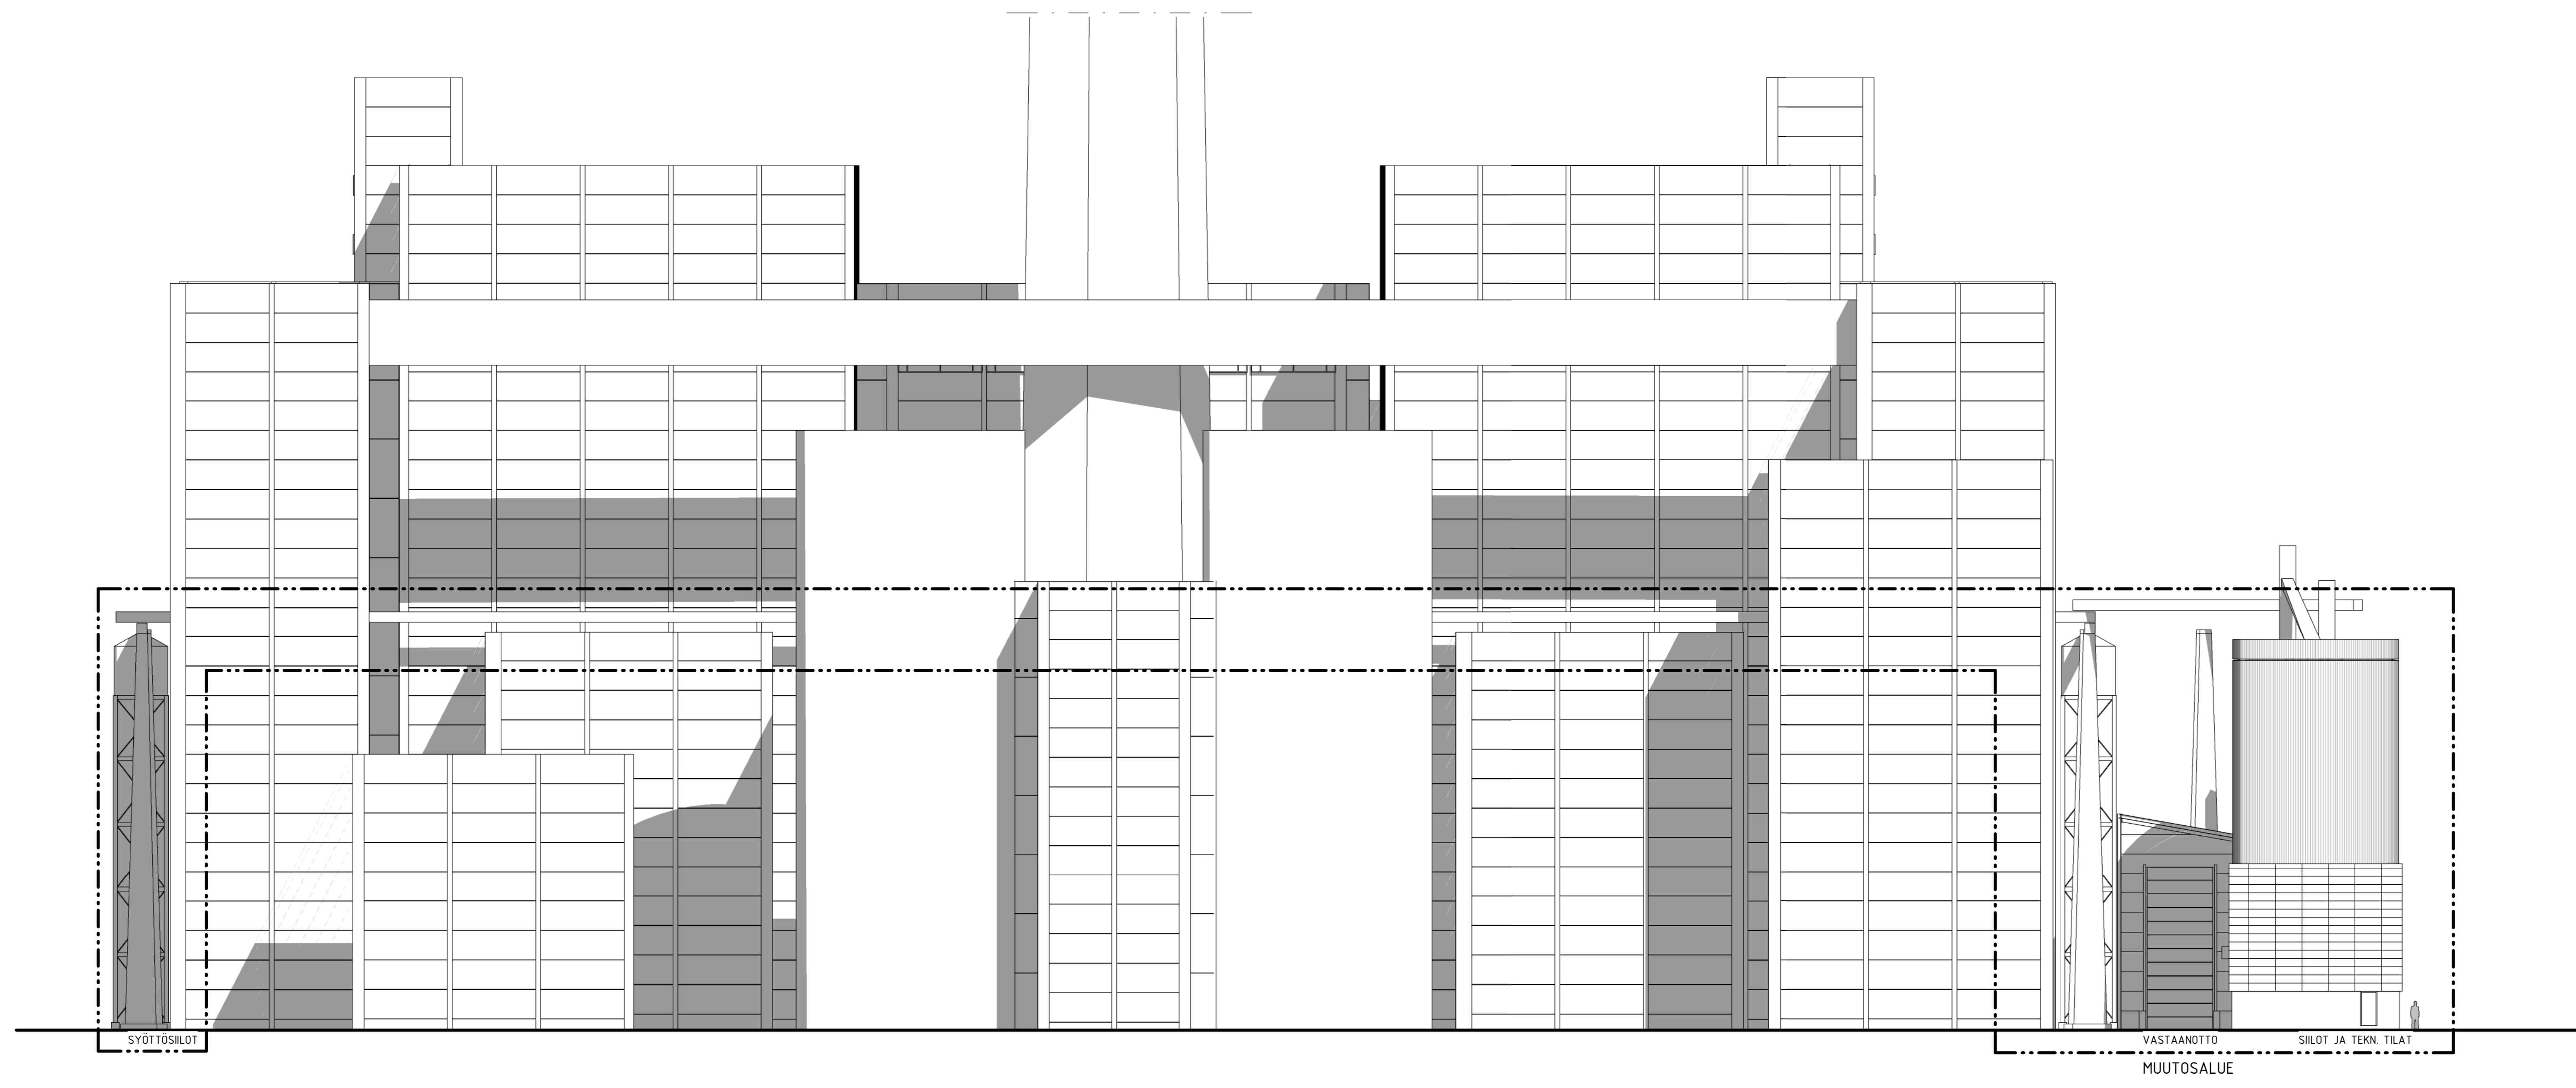 SYÖTTÖSIILOT
VASTAANOTTO
SIILOT JA TEKN. TILAT
MUUTOSALUE